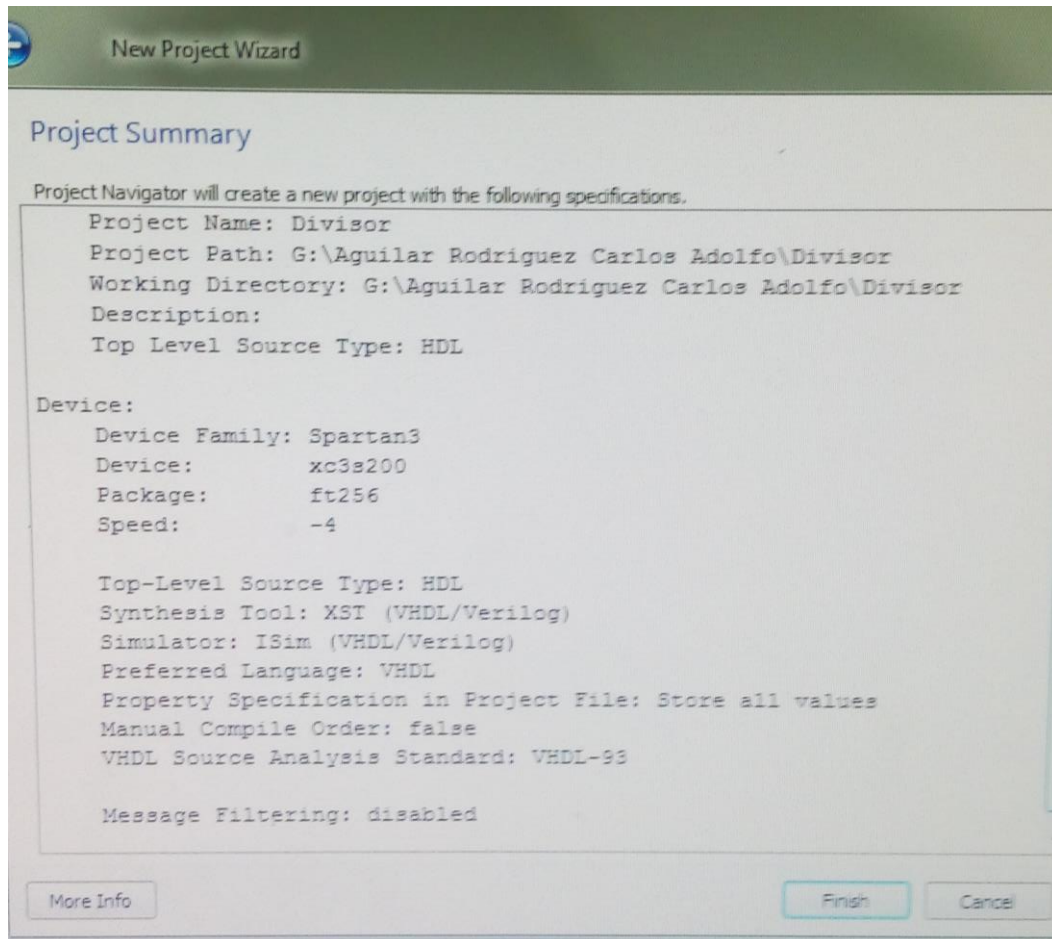 New Project Wizard
Project Summary
Project Navigator will create a new project with the following specifications.
Project Name: Divisor
Project Path: G:\Aguilar Rodriguez Carlos Adolfo\Divisor
Working Directory: G:\Aguilar Rodriguez Carlos Adolfo\Divisor
Description:
Top Level Source Type: HDL
Device:
Device Family: Spartan3
Device: xc3s200
Package: ft256
Speed: -4
Top-Level Source Type: HDL
Synthesis Tool: XST (VHDL/Verilog)
Simulator: ISim (VHDL/Verilog)
Preferred Language: VHDL
Property Specification in Project File: Store all values
Manual Compile Order: false
VHDL Source Analysis Standard: VHDL-93
Message Filtering: disabled
More Info Finish Cancel